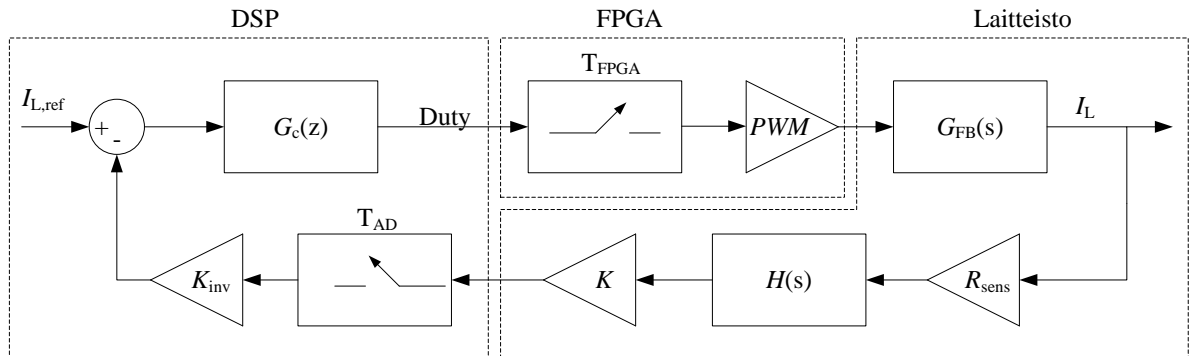 DSP
FPGA
Laitteisto
I_L,ref
+
-
G_c(z)
Duty
T_FPGA
PWM
G_FB(s)
I_L
T_AD
K_inv
K
H(s)
R_sens